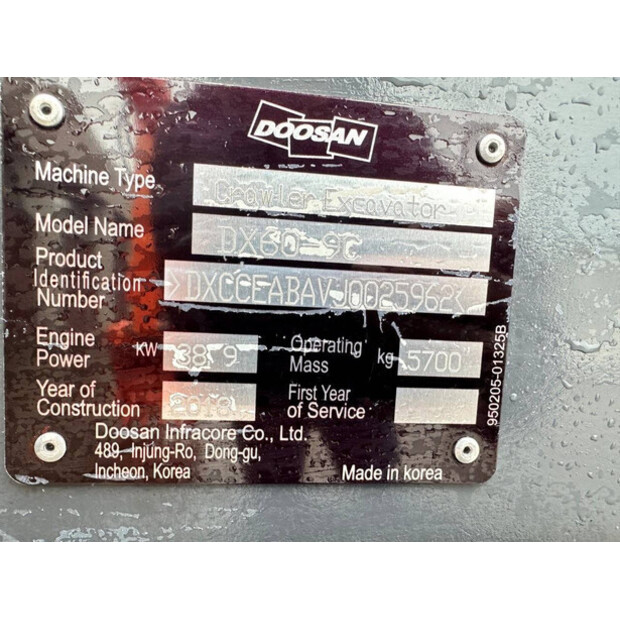 DOOSAN
Machine Type Crawler Excavator
Model Name DX60-9C
Product
Identification >DXCCEABAVJ0025962<
Number
Engine Power KW 38.9 Operating Mass kg 5700
Year of Construction 2018 First Year of Service
Doosan Infracore Co., Ltd.
489, Injung-Ro, Dong-gu,
Incheon, Korea
Made in korea
950205-01325B